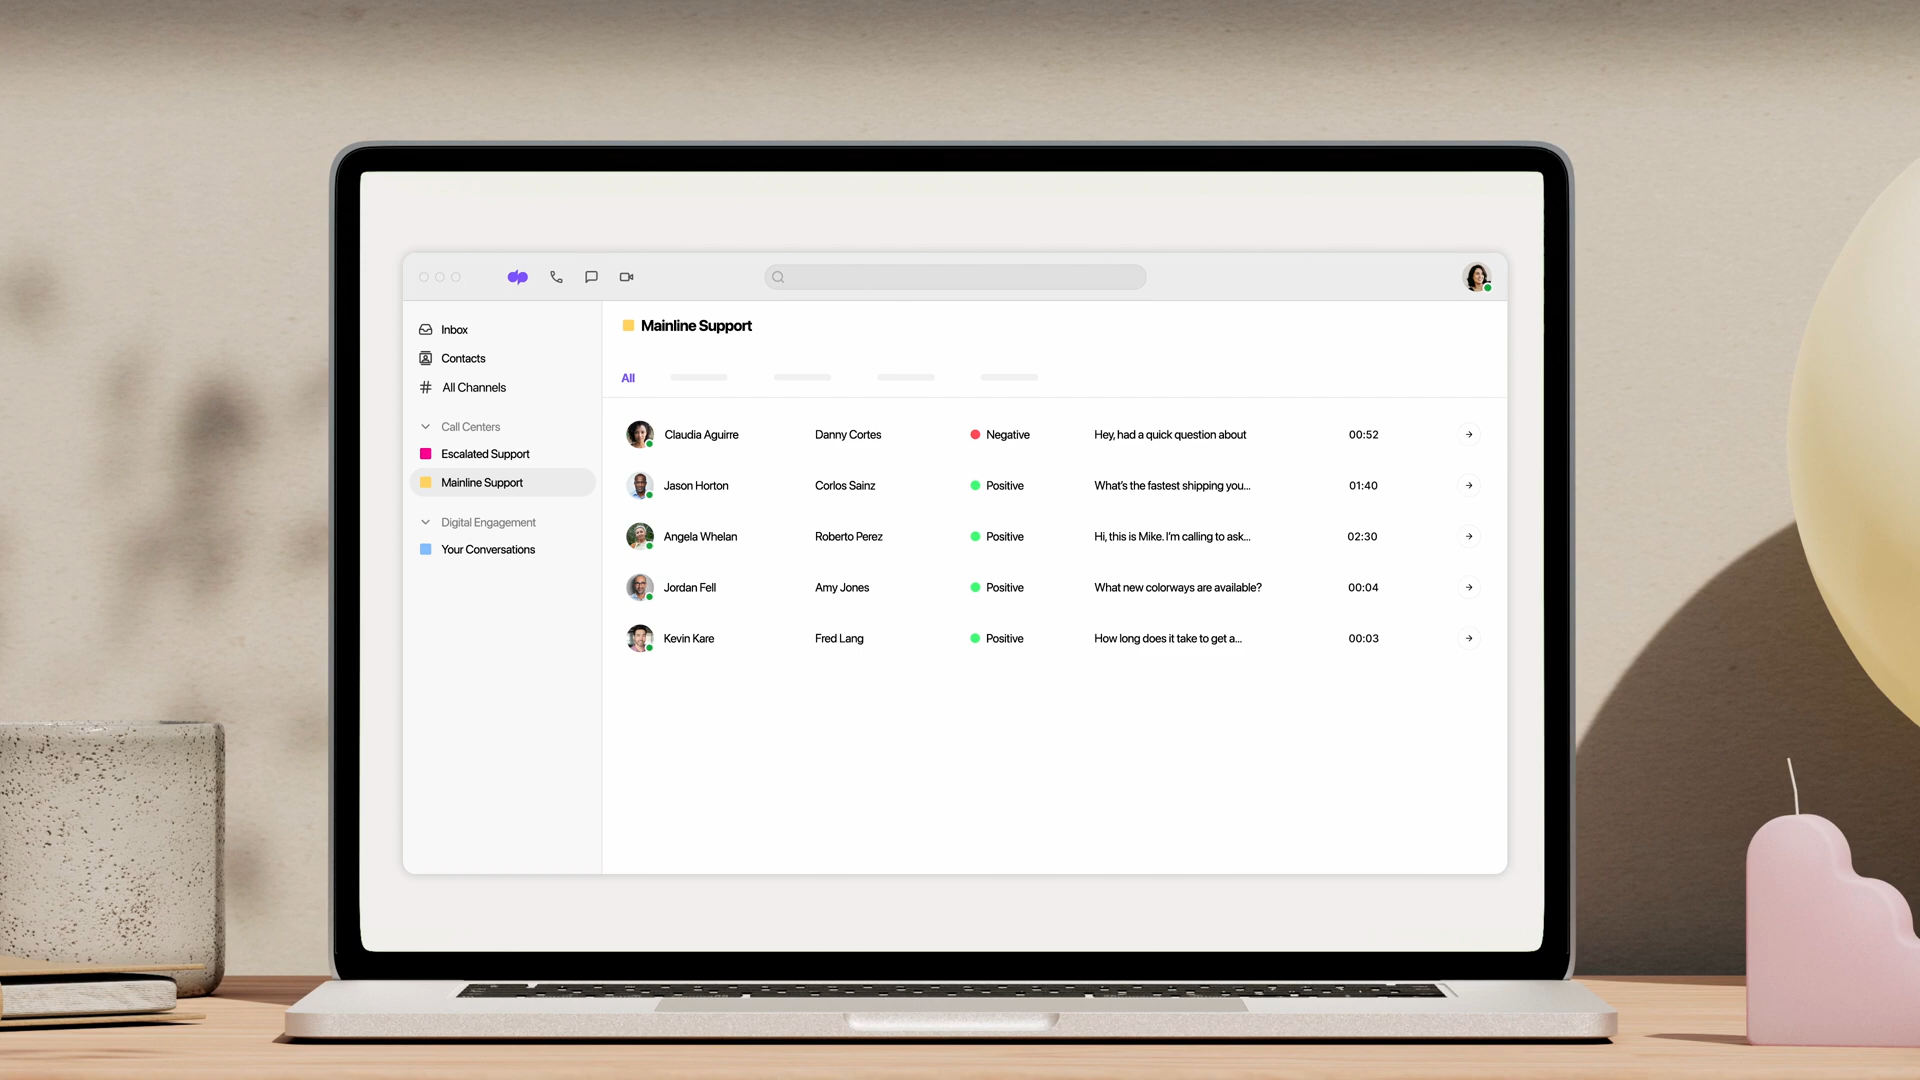 Inbox
Contacts
All Channels
Call Centers
Escalated Support
Mainline Support
Digital Engagement
Your Conversations
Mainline Support
All
Claudia Aguirre Danny Cortes Negative Hey, had a quick question about 00:52
Jason Horton Corlos Sainz Positive What's the fastest shipping you... 01:40
Angela Whelan Roberto Perez Positive Hi, this is Mike. I'm calling to ask... 02:30
Jordan Fell Amy Jones Positive What new colorways are available? 00:04
Kevin Kare Fred Lang Positive How long does it take to get a... 00:03